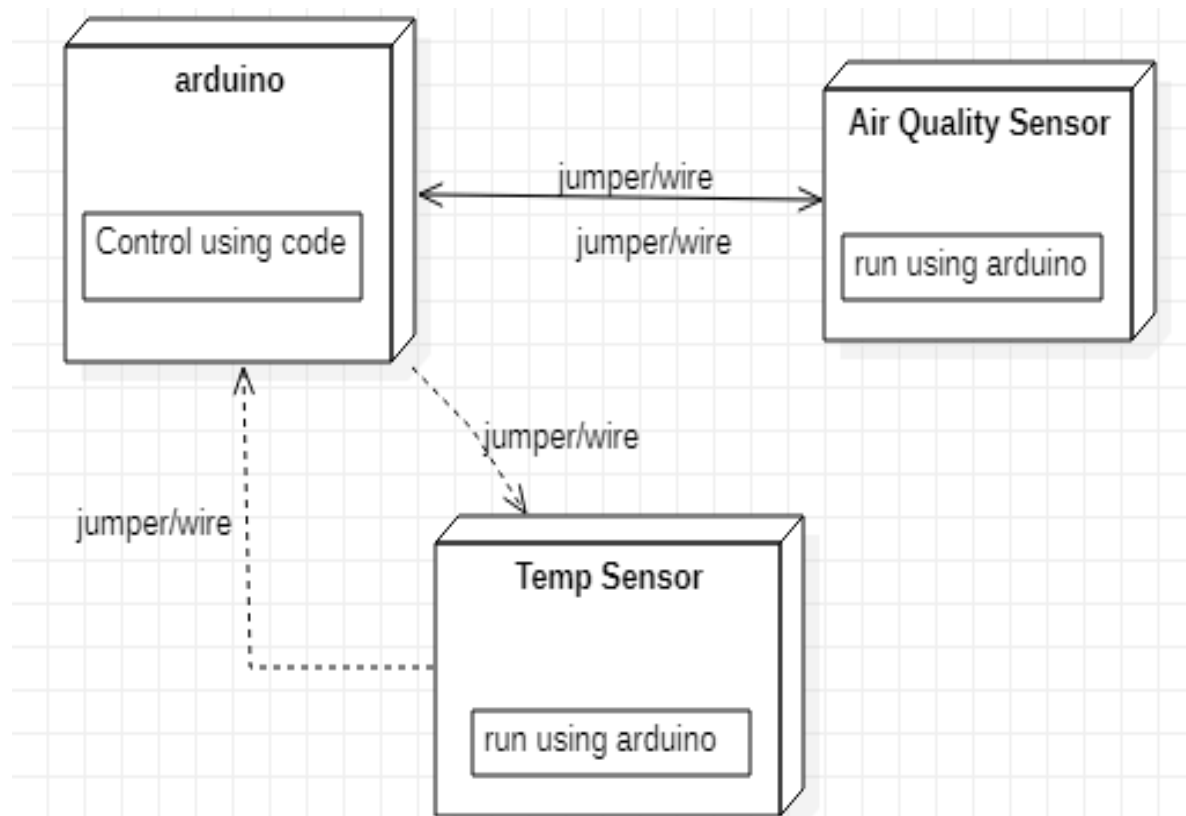 arduino
Air Quality Sensor
jumper/wire
jumper/wire
Control using code
run using arduino
jumper/wire
jumper/wire
Temp Sensor
run using arduino